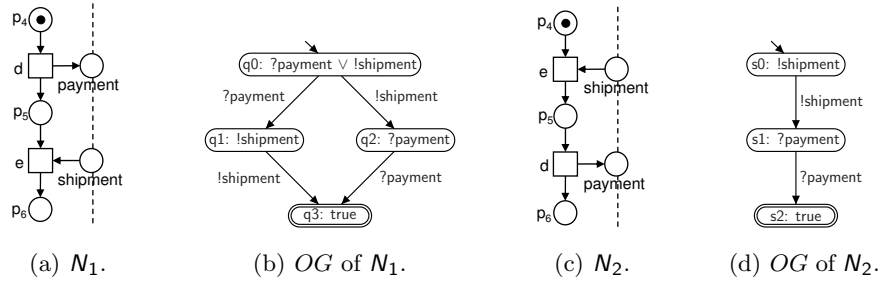 p4
d
payment
p5
e
shipment
p6
q0: ?payment ∨ !shipment
?payment
!shipment
q1: !shipment
q2: ?payment
!shipment
?payment
q3: true
p4
e
shipment
p5
d
payment
p6
s0: !shipment
!shipment
s1: ?payment
?payment
s2: true
(a) N1.
(b) OG of N1.
(c) N2.
(d) OG of N2.